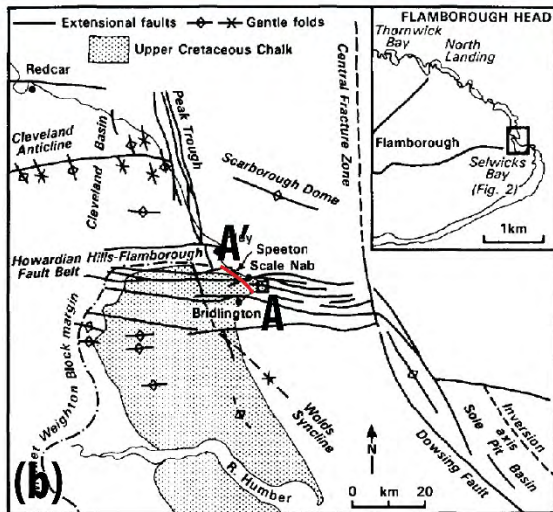 Extensional faults
Gentle folds
Upper Cretaceous Chalk
FLAMBOROUGH HEAD
Thornwick
Bay
North
Landing
Flamborough
Selwicks
Bay
(Fig. 2)
1km
Redcar
Cleveland
Anticline
Cleveland
Basin
Peak Trough
Central Fracture Zone
Scarborough Dome
Howardian
Hills-Flamborough
Fault Belt
A'
Speeton
Scale Nab
Bridlington
A
Weighton Block margin
Wolds
Syncline
R. Humber
Dowsing Fault
Sole
Pit
Basin
Inversion
axis
N
0 km 20
(b)